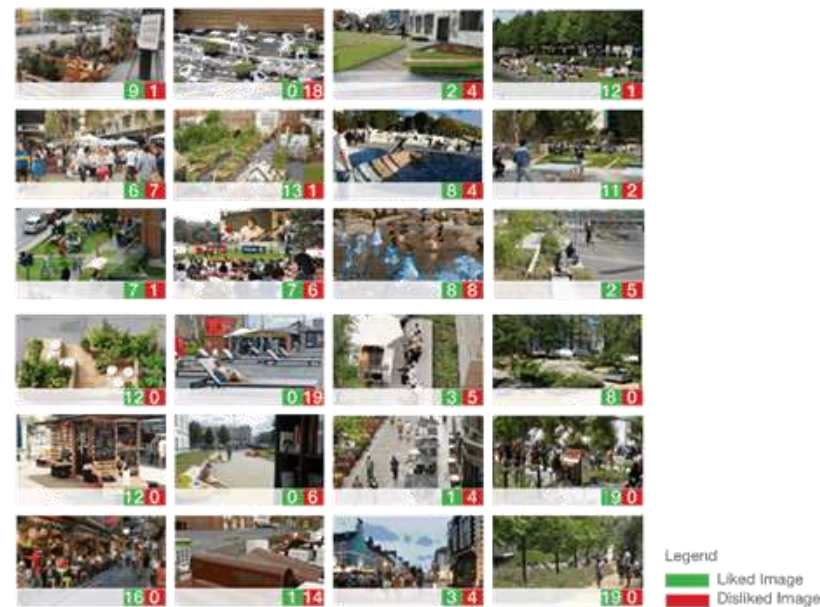 9 1 0 18 2 4 12 1
6 7 13 1 8 4 11 2
7 1 7 6 8 8 2 5
12 0 0 19 3 5 8 0
12 0 0 6 1 4 9 0
16 0 1 14 3 4 19 0
Legend
Liked Image
Disliked Image